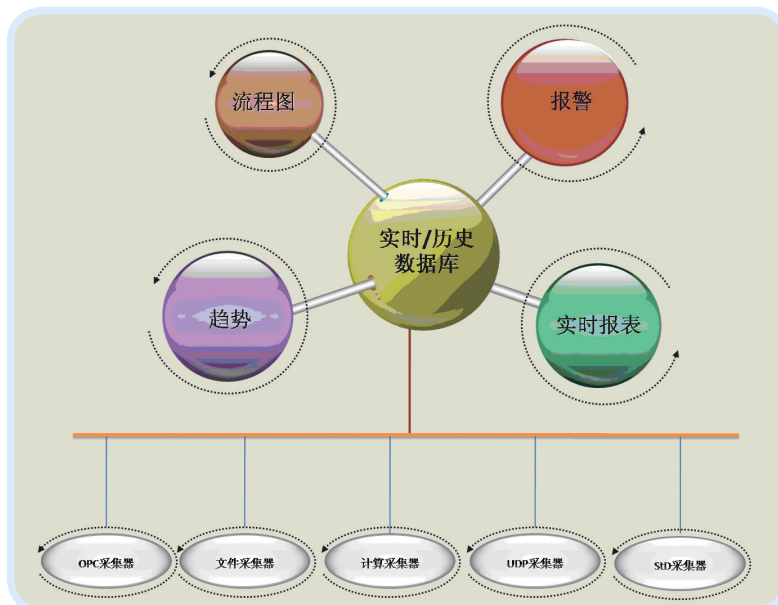 流程图
报警
实时/历史
数据库
趋势
实时报表
OPC采集器
文件采集器
计算采集器
UDP采集器
StD采集器